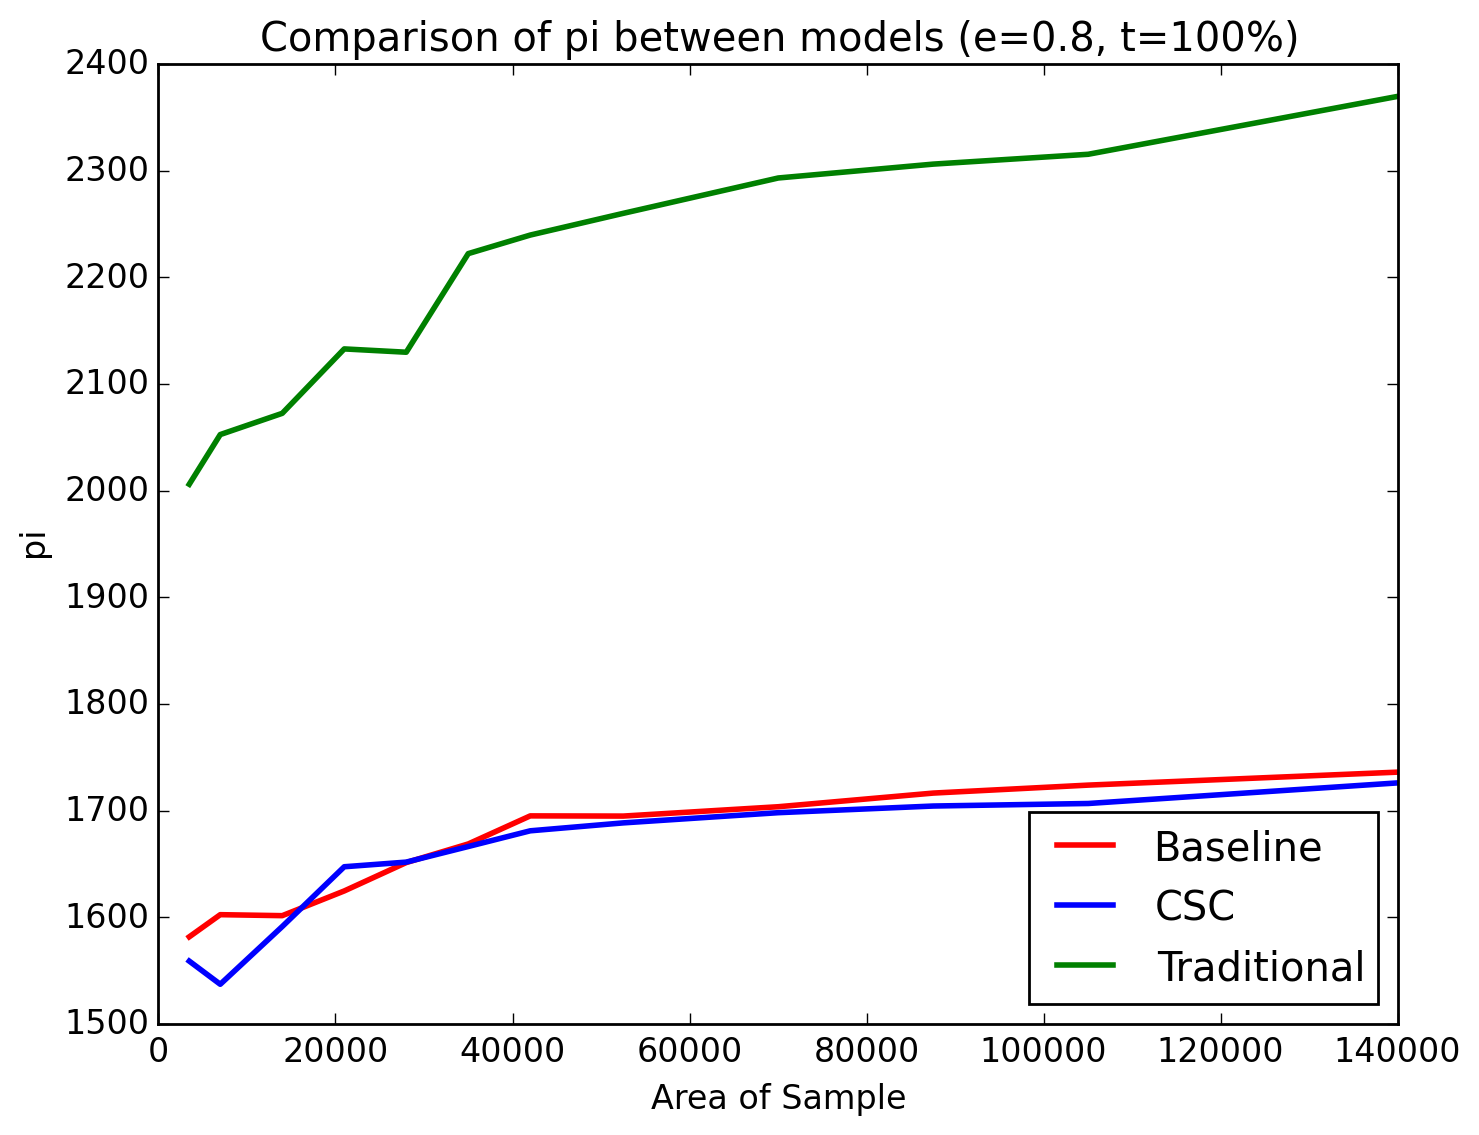 Comparison of pi between models (e=0.8, t=100%)
2400
2300
2200
2100
2000
1900
1800
1700
1600
1500
pi
0 20000 40000 60000 80000 100000 120000 140000
Area of Sample
Baseline
CSC
Traditional